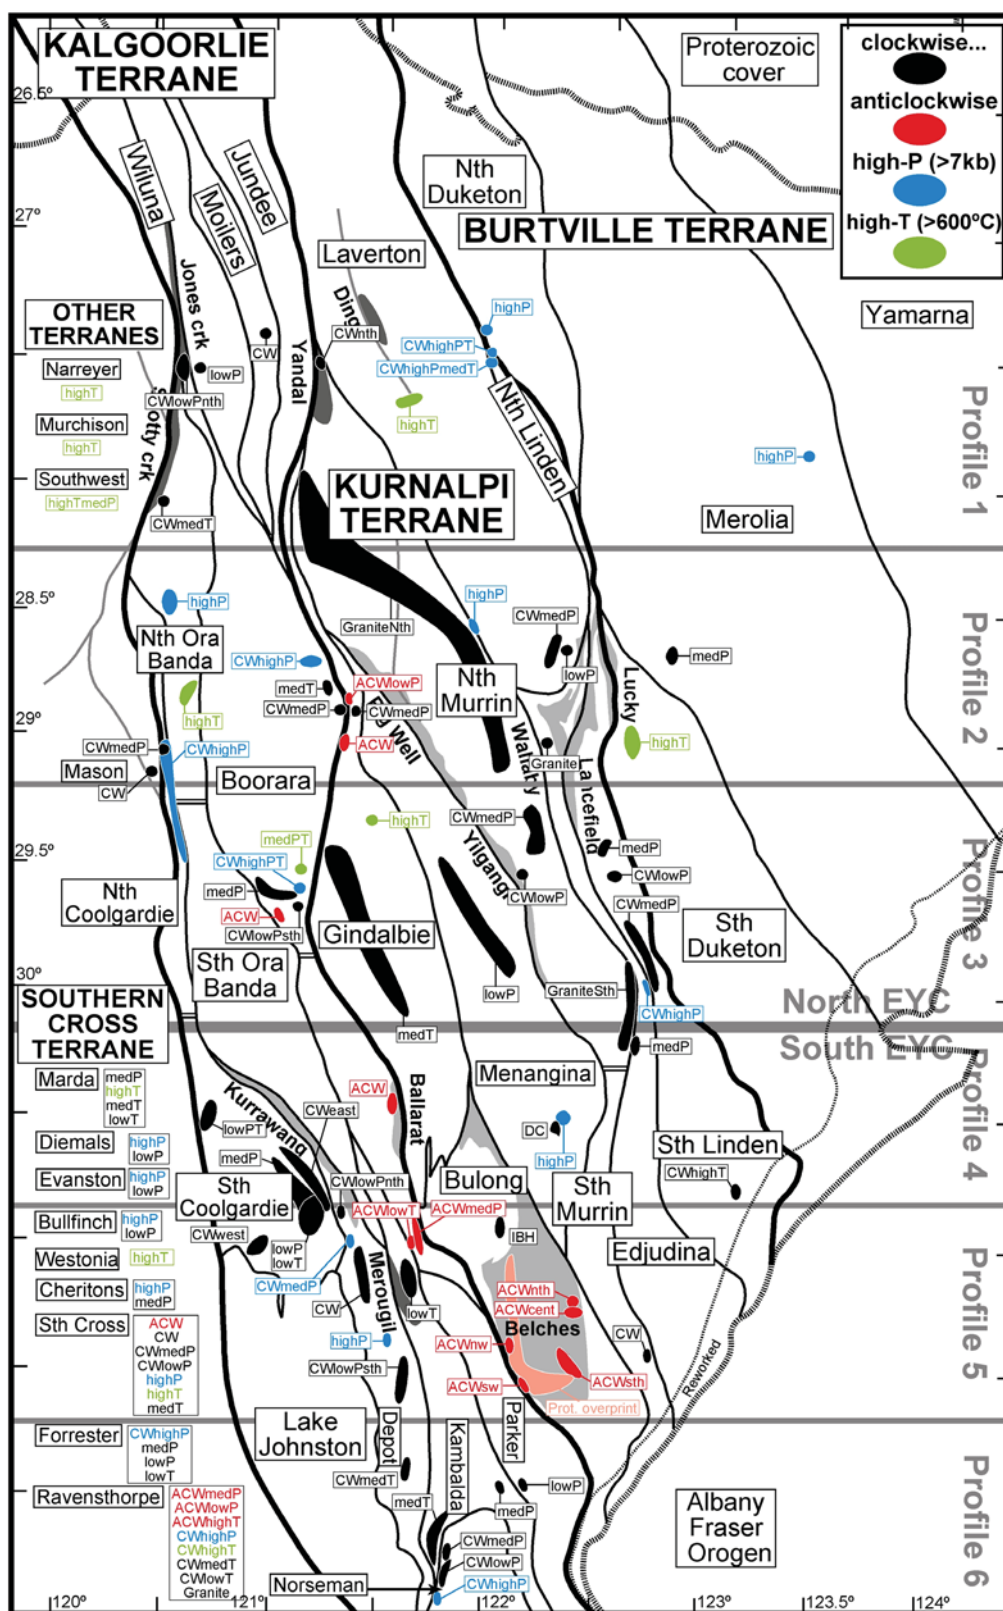 KALGOORLIE
TERRANE
Proterozoic
cover
clockwise...
anticlockwise
high-P (>7kb)
high-T (>600°C)
26.5°
Wiluna
Moilers
Jundee
Nth
Duketon
27°
BURTVILLE TERRANE
Laverton
Yamarna
OTHER
TERRANES
Jones crk
Ding
highP
CWnth
CWhighPT
CW
CWhighPmedT
Narreyer
highT
lowP
CWlowPnth
Yandal
Nth Linden
highT
Murchison
highT
Scotty crk
highP
Profile 1
Southwest
highTmedP
KURNALPI
TERRANE
CWmedT
Merolia
28.5°
highP
highP
CWmedP
GraniteNth
Nth Ora
Banda
CWhighP
lowP
medP
medT
ACWlowP
Nth
Murrin
Lucky
highT
CWmedP
CWmedP
Profile 2
29°
CWmedP
CWhighP
ACW
Well
Wallaby
highT
Mason
CW
Boorara
Granite
Lancefield
highT
CWmedP
medPT
29.5°
CWhighPT
Yilgangi
medP
medP
CWlowP
CWlowP
Nth
Coolgardie
ACW
CWmedP
CWlowPsth
Gindalbie
Sth
Duketon
Profile 3
Sth Ora
Banda
30°
lowP
GraniteSth
SOUTHERN
CROSS
TERRANE
medT
CWhighP
North EYC
South EYC
medP
Marda
medP
highT
medT
lowT
Menangina
ACW
Ballarat
Kurrawang
CWeast
lowPT
DC
Diemals
highP
lowP
highP
Sth Linden
CWhighT
Profile 4
medP
Evanston
highP
lowP
Sth
Coolgardie
CWlowPnth
Bulong
Sth
Murrin
Bullfinch
highP
lowP
ACWlowT
ACWmedP
CWwest
lowP
lowT
IBH
Edjudina
Westonia
highT
CWmedP
Merougil
Cheritons
highP
medP
CW
lowT
ACWnth
ACWcent
Belches
Sth Cross
ACW
CW
CWmedP
CWlowP
highP
highT
medT
highP
ACWnw
CW
CWlowPsth
ACWsw
ACWsth
Reworked
Profile 5
Prot. overprint
Forrester
CWhighP
medP
lowP
lowT
Lake
Johnston
Depot
Kambalda
Parker
CWmedT
lowP
medT
medP
Ravensthorpe
ACWmedP
ACWlowP
ACWhighT
CWhighP
CWhighT
CWmedT
CWlowT
Granite
Albany
Fraser
Orogen
Profile 6
CWmedP
CWlowP
Norseman
CWhighP
120°
121°
122°
123°
123.5°
124°